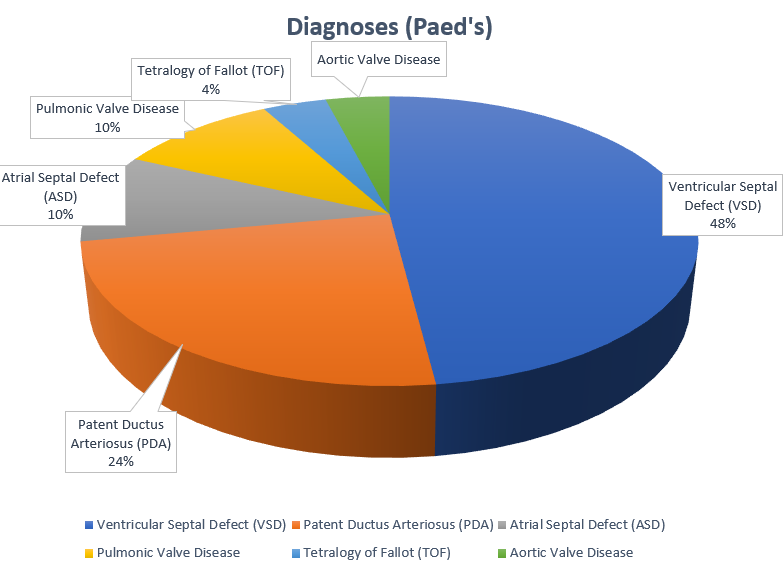 Diagnoses (Paed's)
Aortic Valve Disease
Tetralogy of Fallot (TOF)
4%
Pulmonic Valve Disease
10%
Atrial Septal Defect
(ASD)
10%
Ventricular Septal
Defect (VSD)
48%
Patent Ductus
Arteriosus (PDA)
24%
Ventricular Septal Defect (VSD) Patent Ductus Arteriosus (PDA) Atrial Septal Defect (ASD)
Pulmonic Valve Disease Tetralogy of Fallot (TOF) Aortic Valve Disease